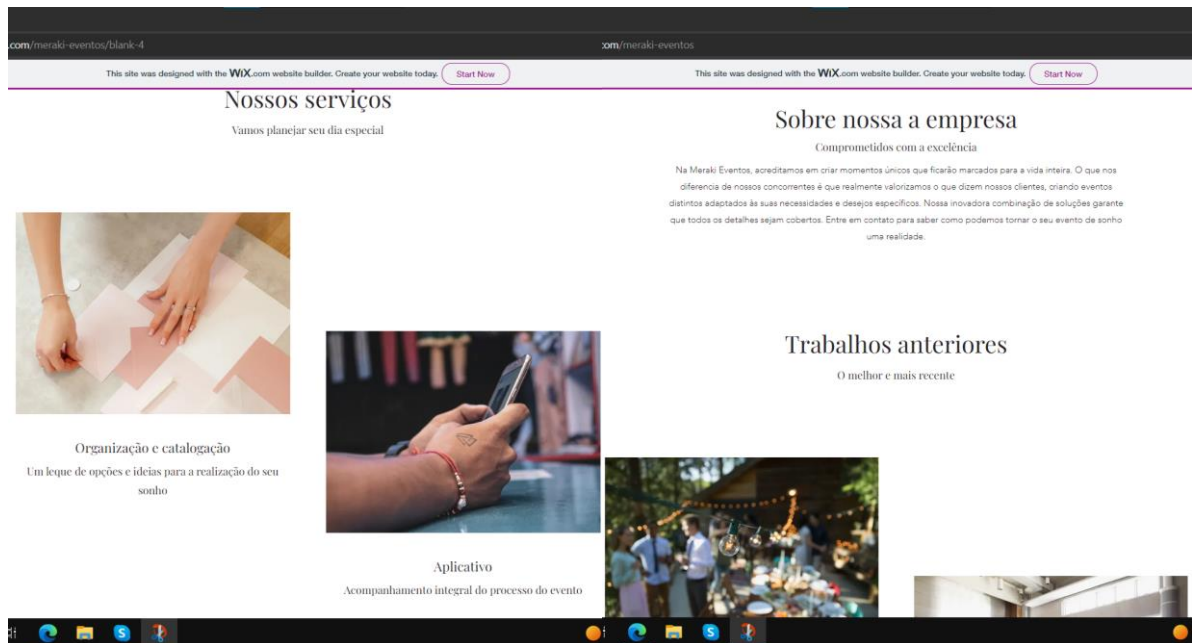 .com/meraki-eventos/blank-4
This site was designed with the WiX.com website builder. Create your website today. Start Now
Nossos serviços
Vamos planejar seu dia especial
Organização e catalogação
Um leque de opções e ideias para a realização do seu
sonho
Aplicativo
Acompanhamento integral do processo do evento
com/meraki-eventos
This site was designed with the WiX.com website builder. Create your website today. Start Now
Sobre nossa a empresa
Comprometidos com a excelência
Na Meraki Eventos, acreditamos em criar momentos únicos que ficarão marcados para a vida inteira. O que nos
diferencia de nossos concorrentes é que realmente valorizamos o que dizem nossos clientes, criando eventos
distintos adaptados às suas necessidades e desejos específicos. Nossa inovadora combinação de soluções garante
que todos os detalhes sejam cobertos. Entre em contato para saber como podemos tornar o seu evento de sonho
uma realidade.
Trabalhos anteriores
O melhor e mais recente